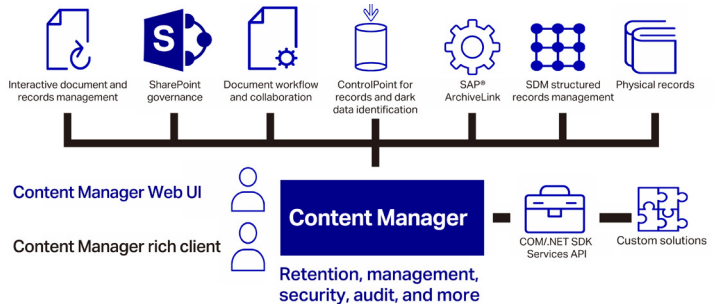 S
Interactive document and
records management
SharePoint
governance
Document workflow
and collaboration
ControlPoint for
records and dark
data identification
SAP®
ArchiveLink
SDM structured
records management
Physical records
Content Manager Web UI
Content Manager rich client
Content Manager
COM/.NET SDK
Services API
Custom solutions
Retention, management,
security, audit, and more